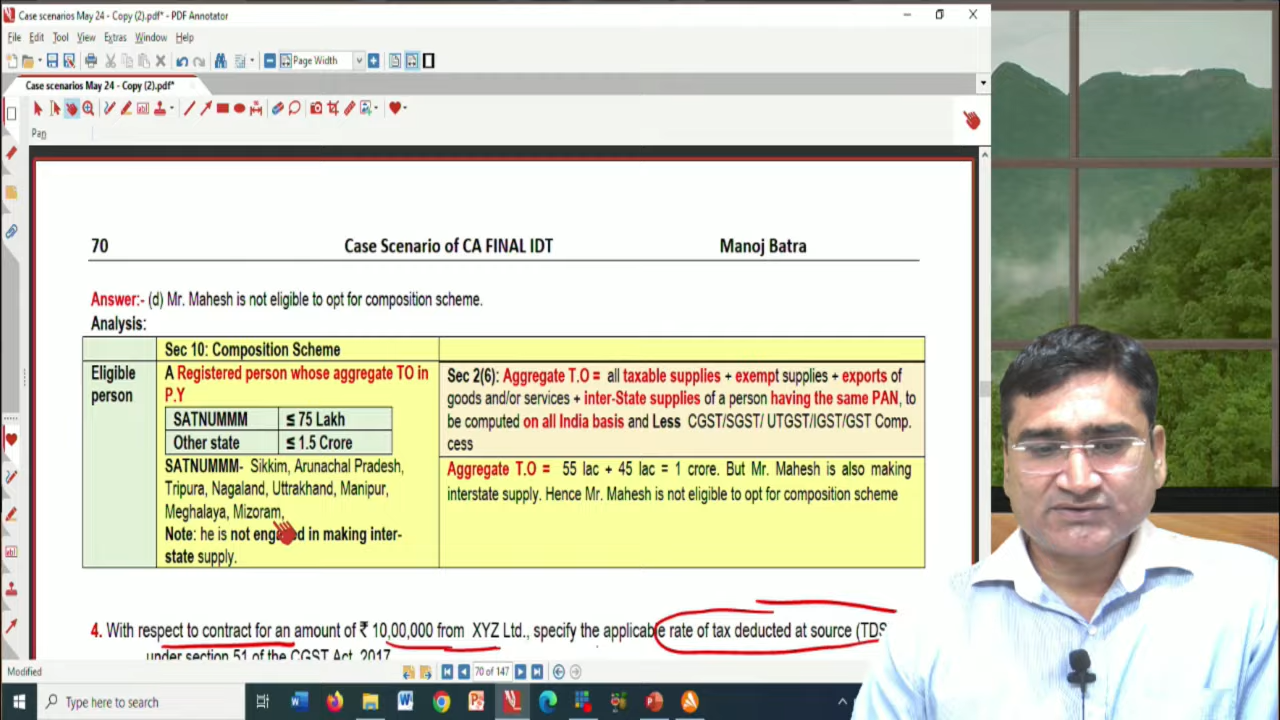 Case scenarios May 24 - Copy (2).pdf* - PDF Annotator
File Edit Tool View Extras Window Help
Page Width
Case scenarios May 24 - Copy (2).pdf*
Pan
70 Case Scenario of CA FINAL IDT Manoj Batra
Answer:- (d) Mr. Mahesh is not eligible to opt for composition scheme.
Analysis:
Sec 10: Composition Scheme
Eligible person
A Registered person whose aggregate TO in
P.Y
SATNUMMM ≤ 75 Lakh
Other state ≤ 1.5 Crore
SATNUMMM- Sikkim, Arunachal Pradesh,
Tripura, Nagaland, Uttrakhand, Manipur,
Meghalaya, Mizoram,
Note: he is not engaged in making inter-
state supply.
Sec 2(6): Aggregate T.O = all taxable supplies + exempt supplies + exports of
goods and/or services + inter-State supplies of a person having the same PAN, to
be computed on all India basis and Less CGST/SGST/ UTGST/IGST/GST Comp.
cess
Aggregate T.O = 55 lac + 45 lac = 1 crore. But Mr. Mahesh is also making
interstate supply. Hence Mr. Mahesh is not eligible to opt for composition scheme
4. With respect to contract for an amount of ₹ 10,00,000 from XYZ Ltd., specify the applicable rate of tax deducted at source (TDS
under section 51 of the CGST Act, 2017
Modified
70 of 147
Type here to search